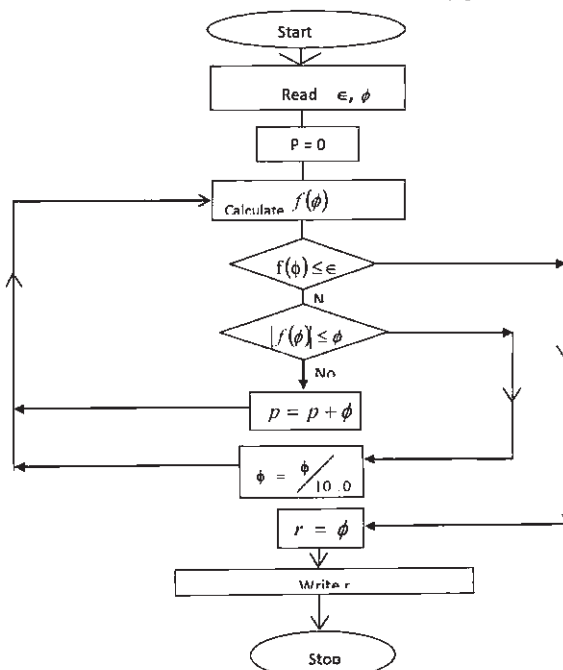 Start
Read ϵ, ϕ
P = 0
Calculate f(ϕ)
f(ϕ) ≤ ϵ
N
|f(ϕ)| ≤ ϕ
No
p = p + ϕ
ϕ = ϕ/10.0
r = ϕ
Write r
Stop